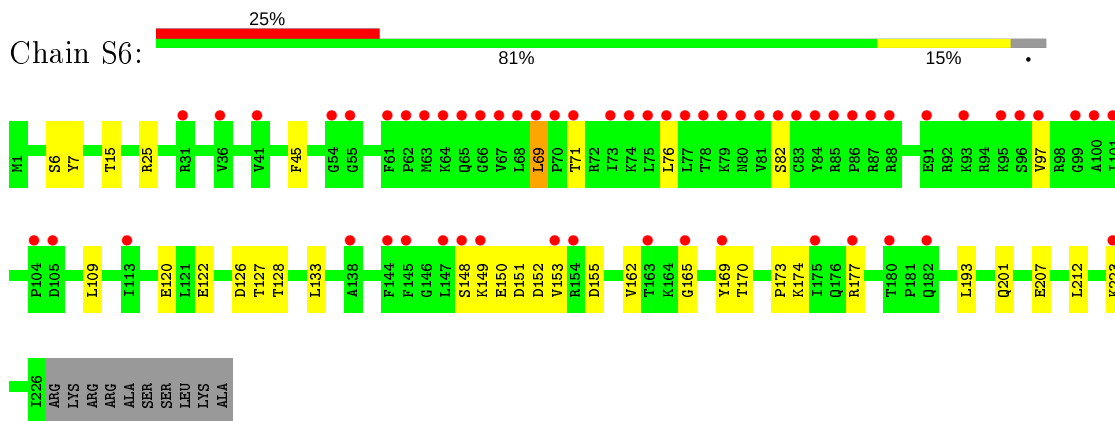 25%
Chain S6:
81% 15% •
M1 S6 Y7 T15 R25 R31 V36 V41 F45 G54 G55 F61 P62 M63 K64 Q65 G66 V67 L68 L69 P70 T71 R72 I73 K74 L75 L76 L77 T78 K79 N80 V81 S82 C83 Y84 R85 P86 R87 R88 E91 R92 K93 R94 K95 S96 V97 R98 G99 A100 I101
P104 D105 L109 I113 E120 L121 E122 D126 T127 T128 L133 A138 F144 F145 G146 L147 S148 K149 E150 D151 D152 V153 R154 D155 V162 T163 K164 G165 Y169 T170 P173 K174 I175 Q176 R177 T180 P181 Q182 L193 Q201 E207 L212 K223
I226 ARG LYS ARG ARG ALA SER SER LEU LYS ALA